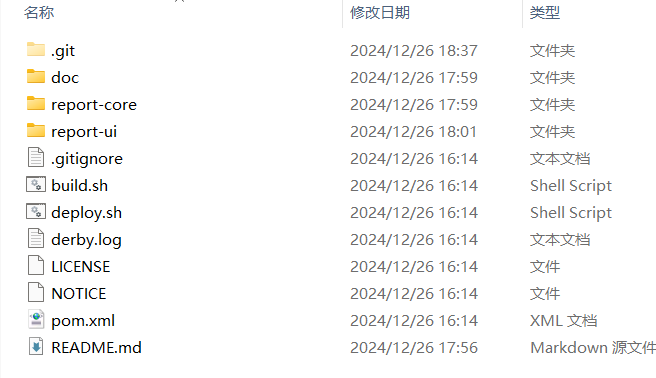 名称 修改日期 类型
.git 2024/12/26 18:37 文件夹
doc 2024/12/26 17:59 文件夹
report-core 2024/12/26 17:59 文件夹
report-ui 2024/12/26 18:01 文件夹
.gitignore 2024/12/26 16:14 文本文档
build.sh 2024/12/26 16:14 Shell Script
deploy.sh 2024/12/26 16:14 Shell Script
derby.log 2024/12/26 16:14 文本文档
LICENSE 2024/12/26 16:14 文件
NOTICE 2024/12/26 16:14 文件
pom.xml 2024/12/26 16:14 XML 文档
README.md 2024/12/26 17:56 Markdown 源文件